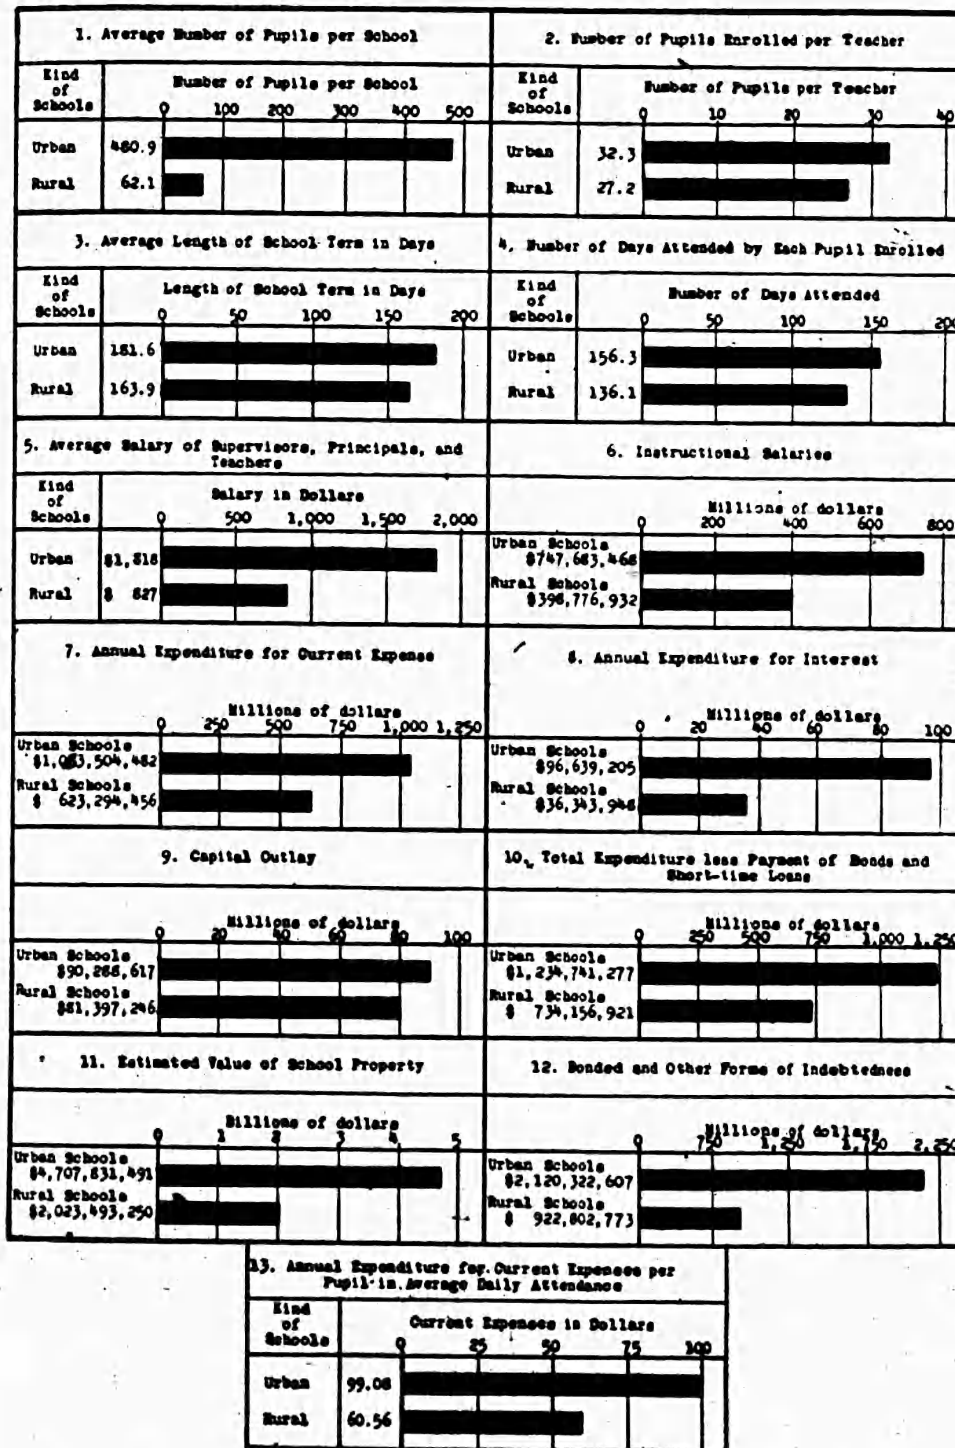 1. Average Number of Pupils per School
Kind of Schools
Number of Pupils per School
0 100 200 300 400 500
Urban 480.9
Rural 62.1
2. Number of Pupils Enrolled per Teacher
Kind of Schools
Number of Pupils per Teacher
0 10 20 30 40
Urban 32.3
Rural 27.2
3. Average Length of School Term in Days
Kind of Schools
Length of School Term in Days
0 50 100 150 200
Urban 181.6
Rural 163.9
4. Number of Days Attended by Each Pupil Enrolled
Kind of Schools
Number of Days Attended
0 50 100 150 200
Urban 156.3
Rural 136.1
5. Average Salary of Supervisors, Principals, and
Teachers
Kind of Schools
Salary in Dollars
0 500 1,000 1,500 2,000
Urban $1,818
Rural $ 827
6. Instructional Salaries
Millions of dollars
0 200 400 600 800
Urban Schools
$747,683,468
Rural Schools
$398,776,932
7. Annual Expenditure for Current Expense
Millions of dollars
0 250 500 750 1,000 1,250
Urban Schools
$1,083,504,482
Rural Schools
$ 623,294,456
8. Annual Expenditure for Interest
Millions of dollars
0 20 40 60 80 100
Urban Schools
$96,639,205
Rural Schools
$36,343,948
9. Capital Outlay
Millions of dollars
0 20 40 60 80 100
Urban Schools
$90,288,617
Rural Schools
$81,397,246
10. Total Expenditure less Payment of Bonds and
Short-time Loans
Millions of dollars
0 250 500 750 1,000 1,250
Urban Schools
$1,234,741,277
Rural Schools
$ 734,156,921
11. Estimated Value of School Property
Billions of dollars
0 1 2 3 4 5
Urban Schools
$4,707,831,491
Rural Schools
$2,023,493,250
12. Bonded and Other Forms of Indebtedness
Millions of dollars
0 750 1,250 1,750 2,250
Urban Schools
$2,120,322,607
Rural Schools
$ 922,802,773
13. Annual Expenditure for Current Expenses per
Pupil in Average Daily Attendance
Kind of Schools
Current Expenses in Dollars
0 25 50 75 100
Urban 99.08
Rural 60.56